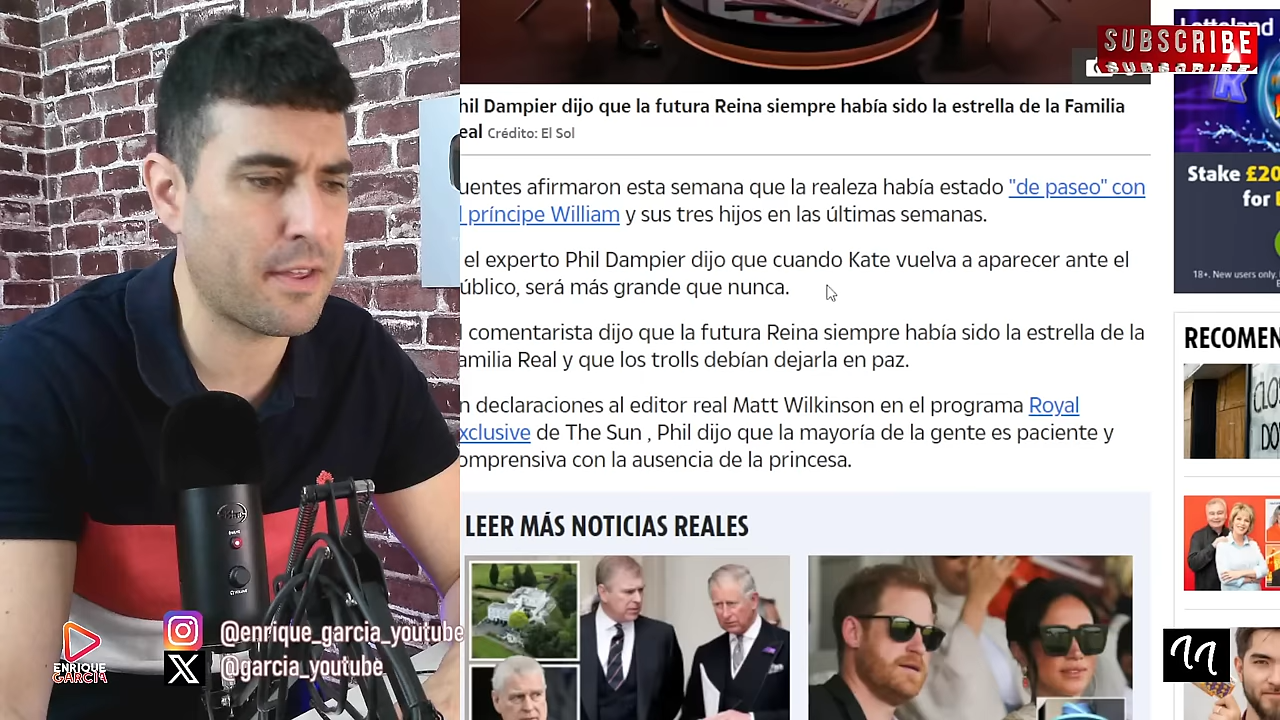 Lottoland
SUBSCRIBE
hil Dampier dijo que la futura Reina siempre había sido la estrella de la Familia
eal Crédito: El Sol
uentes afirmaron esta semana que la realeza había estado "de paseo" con
l príncipe William y sus tres hijos en las últimas semanas.
el experto Phil Dampier dijo que cuando Kate vuelva a aparecer ante el
úblico, será más grande que nunca.
l comentarista dijo que la futura Reina siempre había sido la estrella de la
amilia Real y que los trolls debían dejarla en paz.
n declaraciones al editor real Matt Wilkinson en el programa Royal
xclusive de The Sun , Phil dijo que la mayoría de la gente es paciente y
omprensiva con la ausencia de la princesa.
LEER MÁS NOTICIAS REALES
Stake £20
for
18+. New users only.
RECOMEN
CLOS
DO
@enrique_garcia_youtube
@garcia_youtube
ENRIQUE
GARCIA